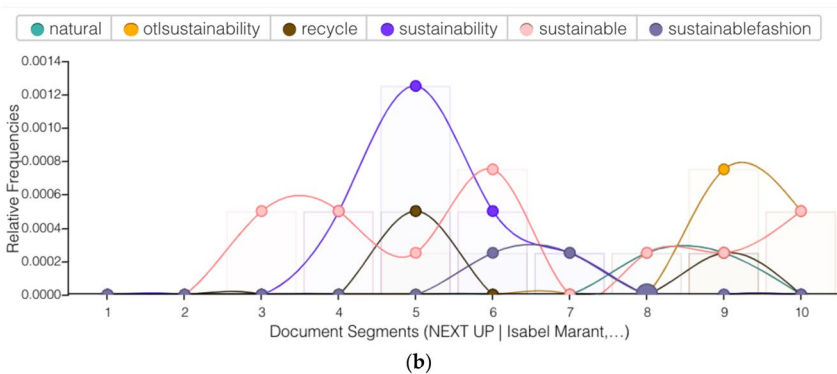 natural otlsustainability recycle sustainability sustainable sustainablefashion
0.0014
0.0012
0.0010
0.0008
0.0006
0.0004
0.0002
0.0000
Relative Frequencies
1 2 3 4 5 6 7 8 9 10
Document Segments (NEXT UP | Isabel Marant,…)
(b)